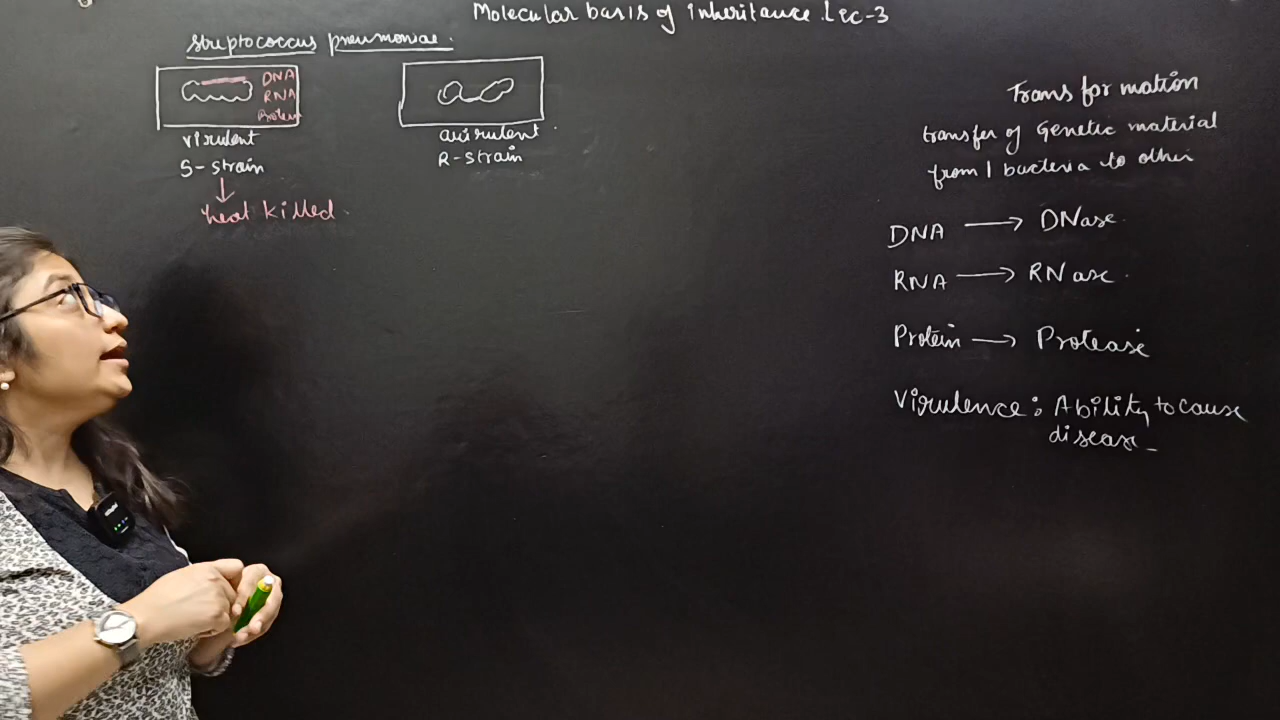 Molecular basis of inheritance. Lec-3
Streptococcus pneumoniae.
DNA
RNA
Protein
virulent
S-strain
heat killed.
avirulent.
R-strain
Transformation
transfer of Genetic material
from 1 bacteria to other
DNA → DNase.
RNA → RNase.
Protein → Protease
Virulence: Ability to cause
disease